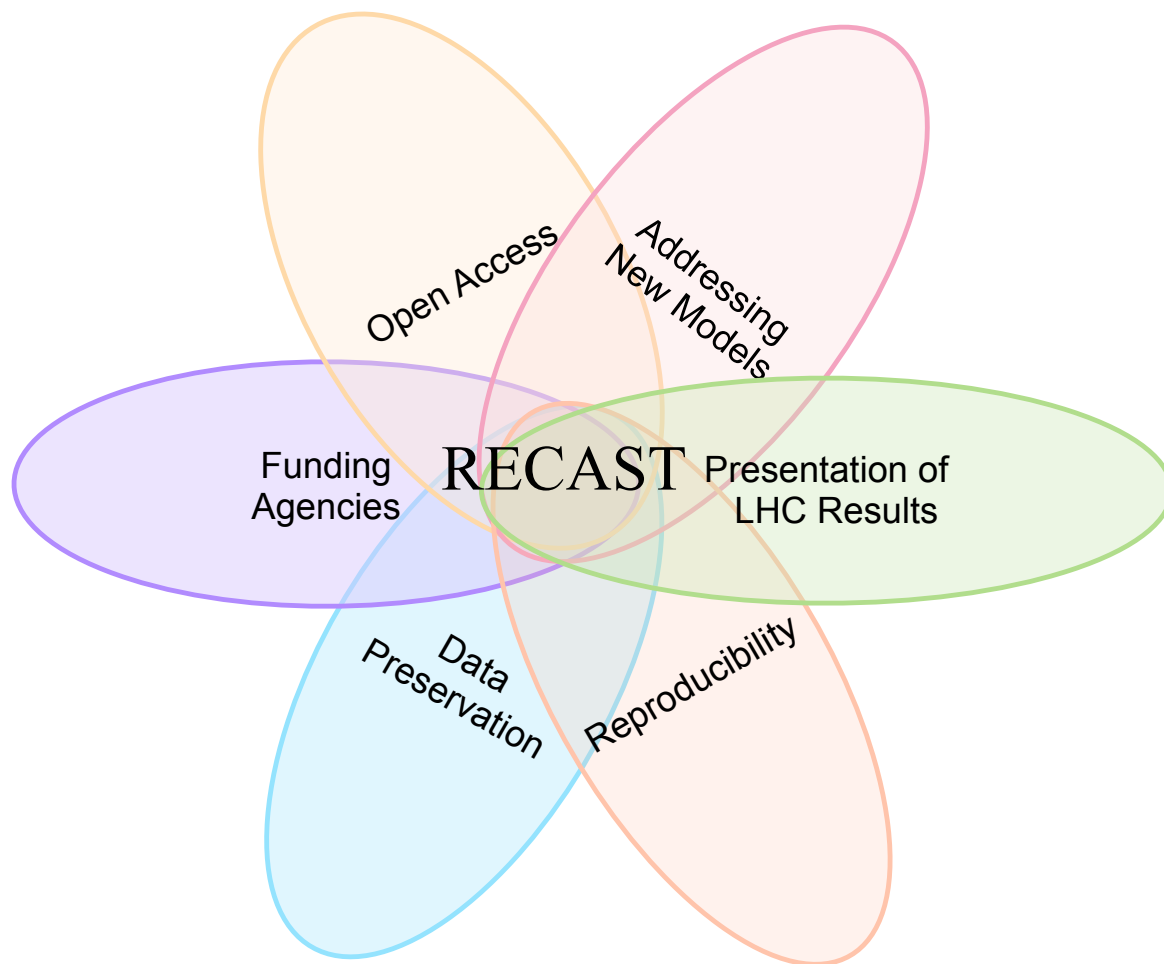 Open Access
Addressing
New Models
Funding
Agencies
RECAST
Presentation of
LHC Results
Data
Preservation
Reproducibility